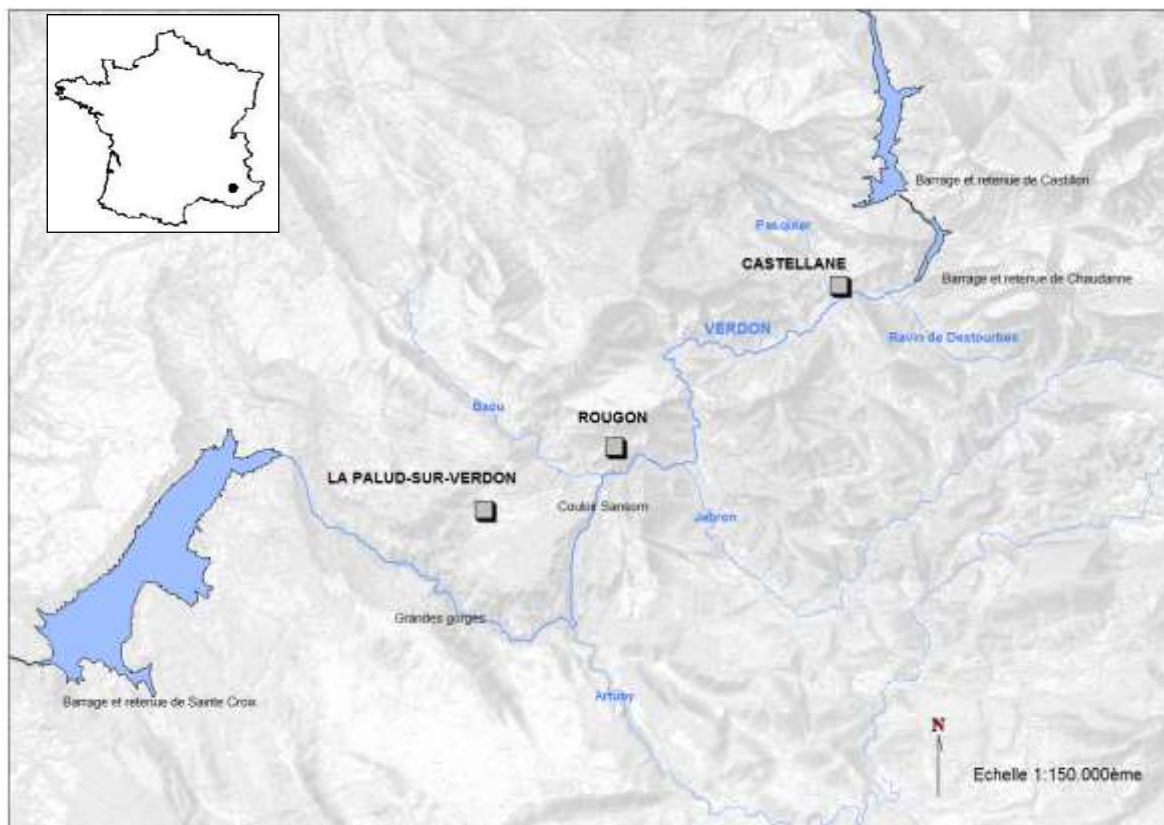 Barrage et retenue de Castillon
Pasquier
CASTELLANE
Barrage et retenue de Chaudanne
VERDON
Ravin de Destourbes
Baou
ROUGON
LA PALUD-SUR-VERDON
Couloir Samson
Jabron
Grandes gorges
Artuby
Barrage et retenue de Sainte Croix
N
Echelle 1:150.000ème